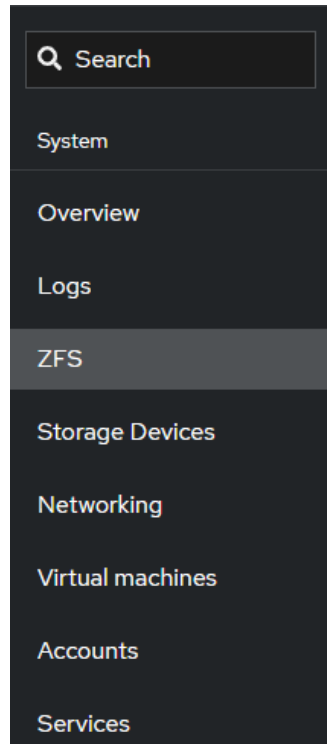 Search
System
Overview
Logs
ZFS
Storage Devices
Networking
Virtual machines
Accounts
Services